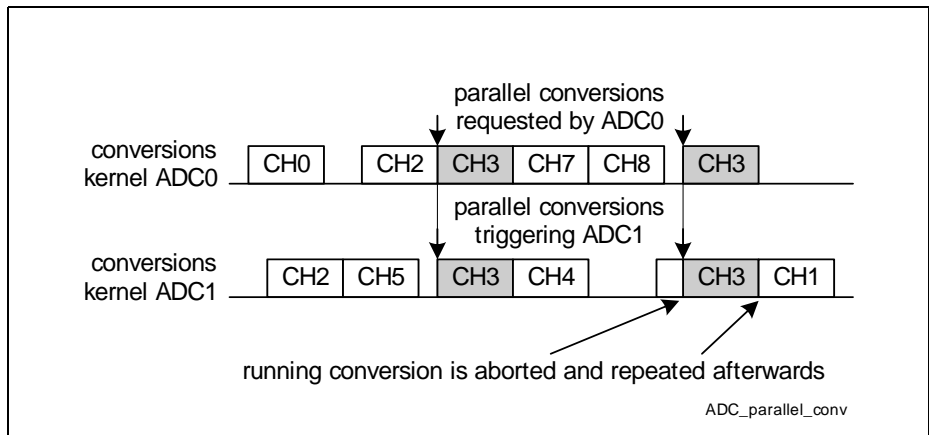 parallel conversions
requested by ADC0
conversions
kernel ADC0
CH0 CH2 CH3 CH7 CH8 CH3
parallel conversions
triggering ADC1
conversions
kernel ADC1
CH2 CH5 CH3 CH4 CH3 CH1
running conversion is aborted and repeated afterwards
ADC_parallel_conv